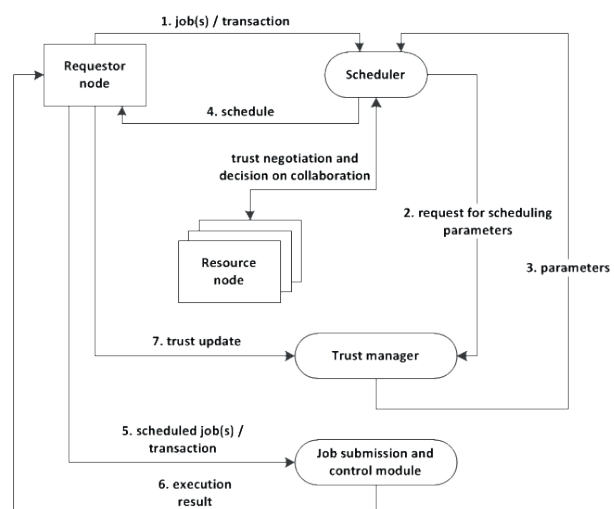 1. job(s) / transaction
Requestor
node
Scheduler
4. schedule
trust negotiation and
decision on collaboration
2. request for scheduling
parameters
3. parameters
Resource
node
7. trust update
Trust manager
5. scheduled job(s) /
transaction
Job submission and
control module
6. execution
result